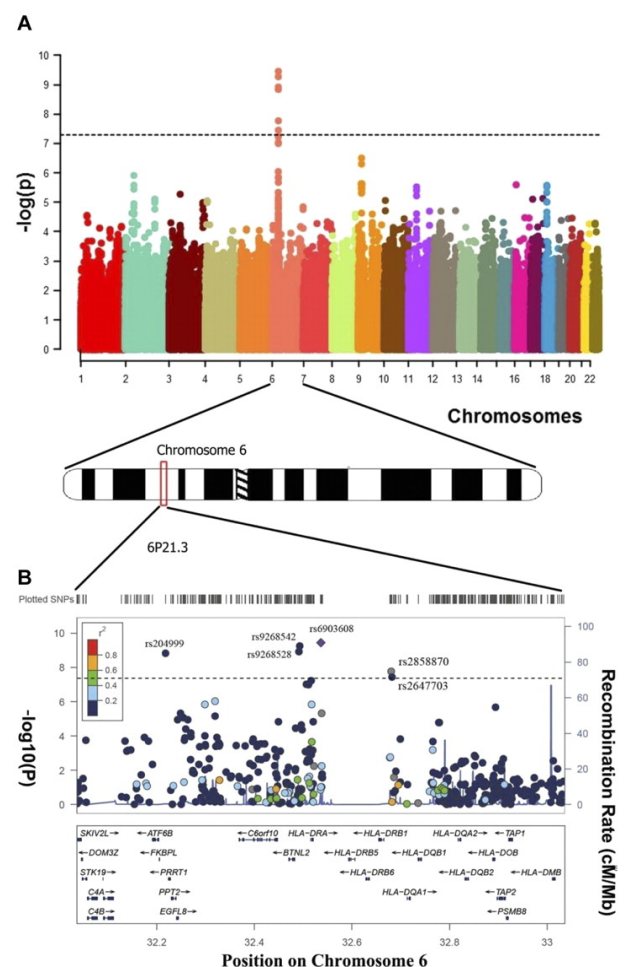 A
10
9
8
7
6
5
4
3
2
1
0
-log(p)
1 2 3 4 5 6 7 8 9 10 11 12 13 14 16 18 20 22
Chromosomes
Chromosome 6
6P21.3
B
Plotted SNPs
10
8
6
4
2
0
-log10(P)
r2
0.8
0.6
0.4
0.2
rs204999
rs9268542
rs9268528
rs6903608
rs2858870
rs2647703
100
80
60
40
20
0
Recombination Rate (cM/Mb)
SKIV2L→ ←ATF6B ←C6orf10 HLA-DRA→ ←HLA-DRB1 HLA-DQA2→ ←TAP1
←DOM3Z ←FKBPL BTNL2 ←HLA-DRB5 ←HLA-DQB1 ←HLA-DOB
STK19→ ←PRRT1 ←HLA-DRB6 ←HLA-DQB2 ←HLA-DMB
C4A→ PPT2→ HLA-DQA1→ ←TAP2
C4B→ EGFL8→ ←PSMB8
32.2 32.4 32.6 32.8 33
Position on Chromosome 6